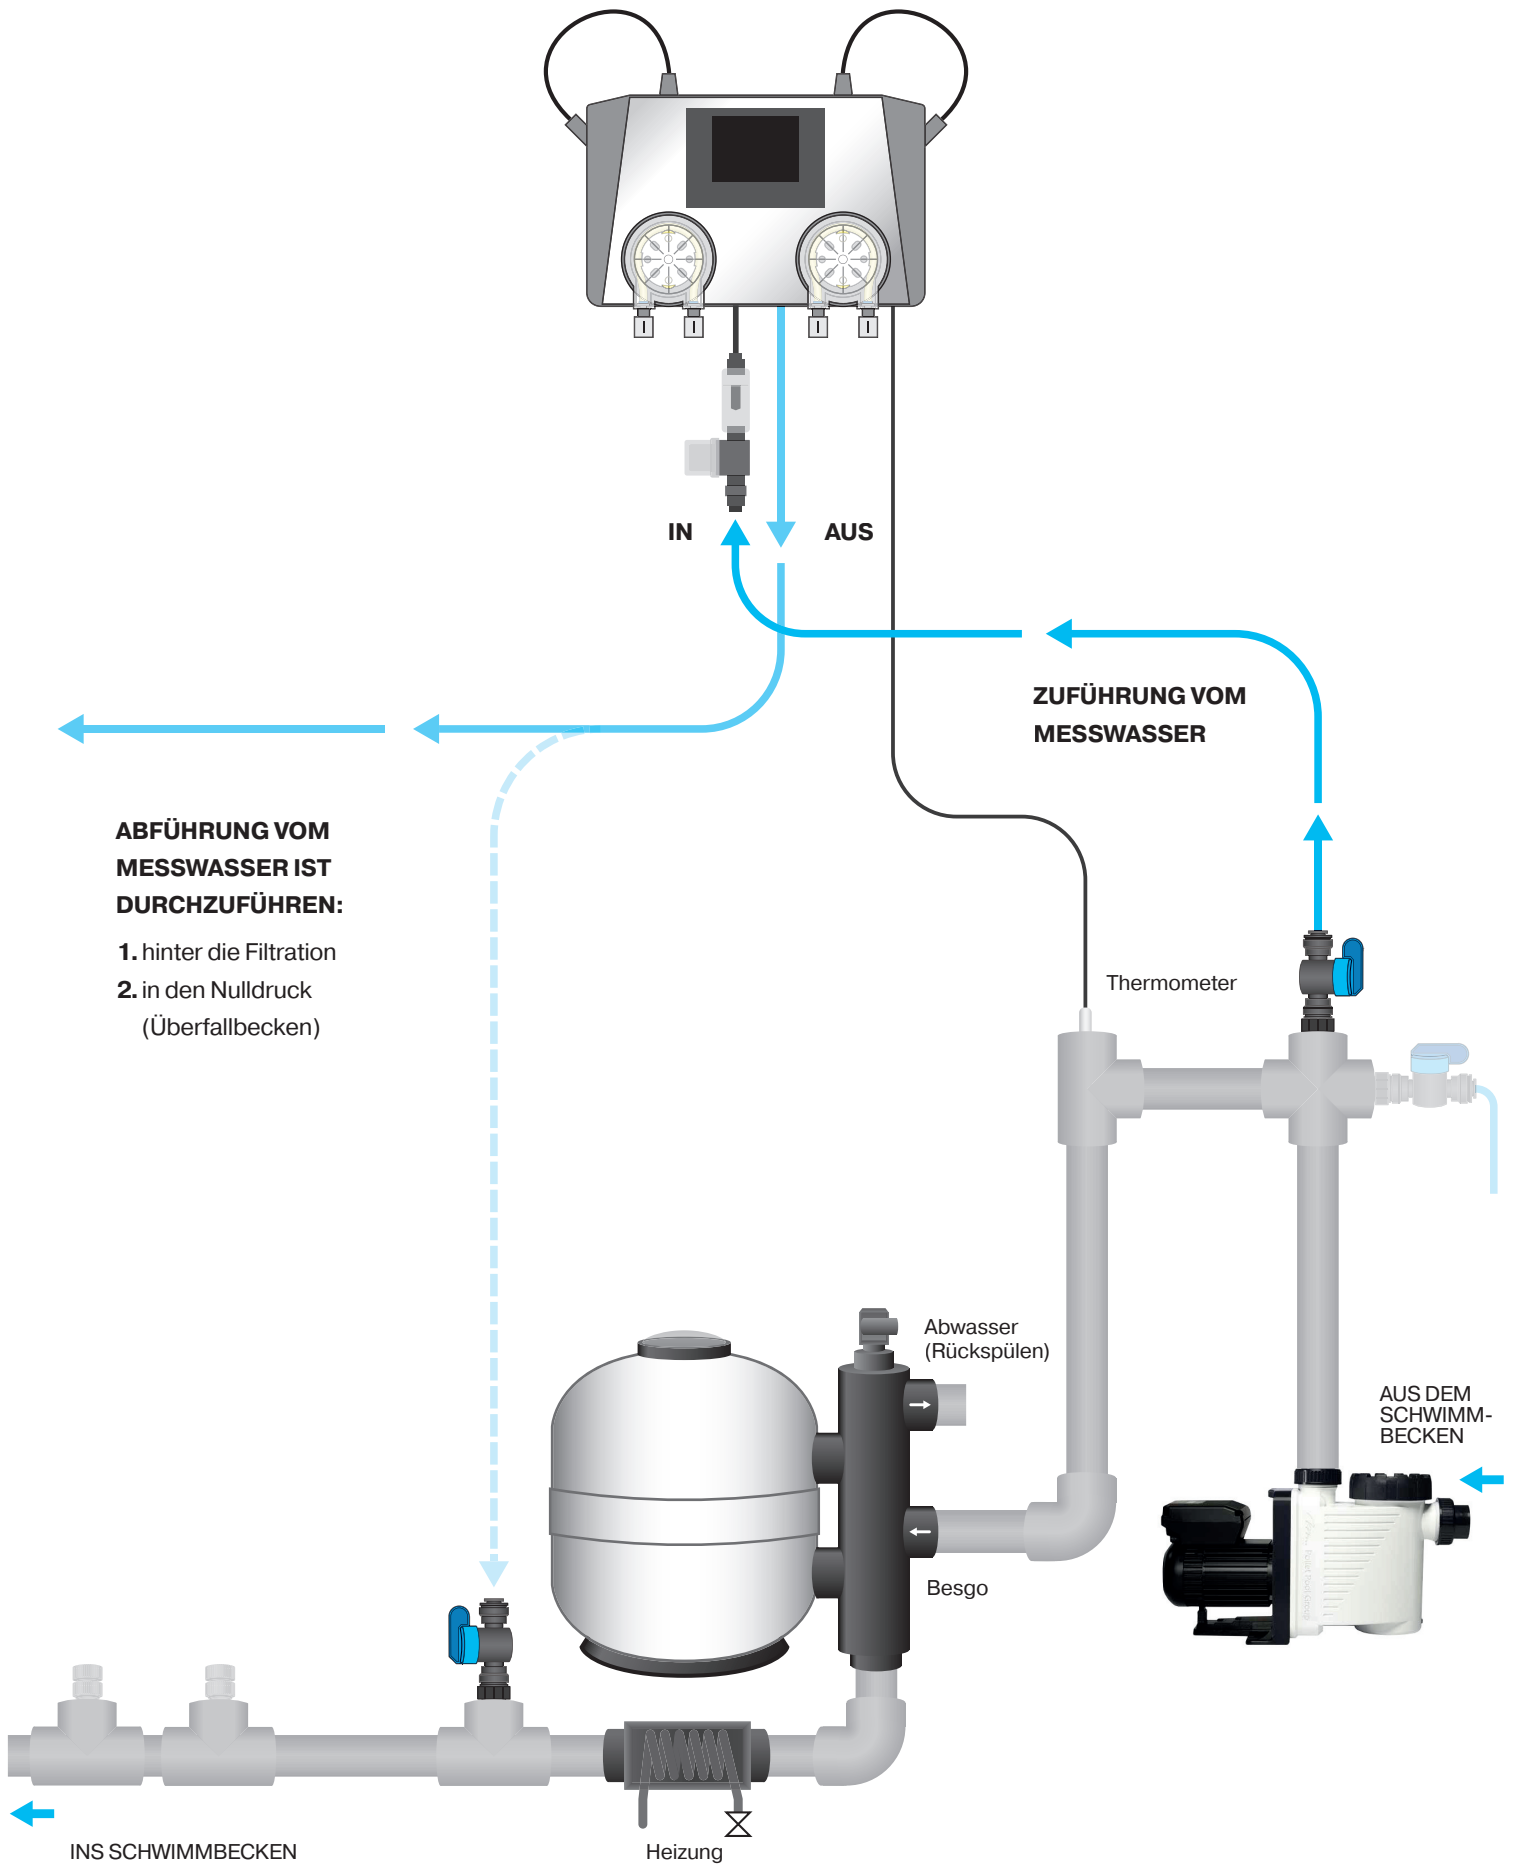 IN
AUS
ZUFÜHRUNG VOM
MESSWASSER
ABFÜHRUNG VOM
MESSWASSER IST
DURCHZUFÜHREN:
1. hinter die Filtration
2. in den Nulldruck
(Überfallbecken)
Thermometer
Abwasser
(Rückspülen)
AUS DEM
SCHWIMM-
BECKEN
Besgo
INS SCHWIMMBECKEN
Heizung